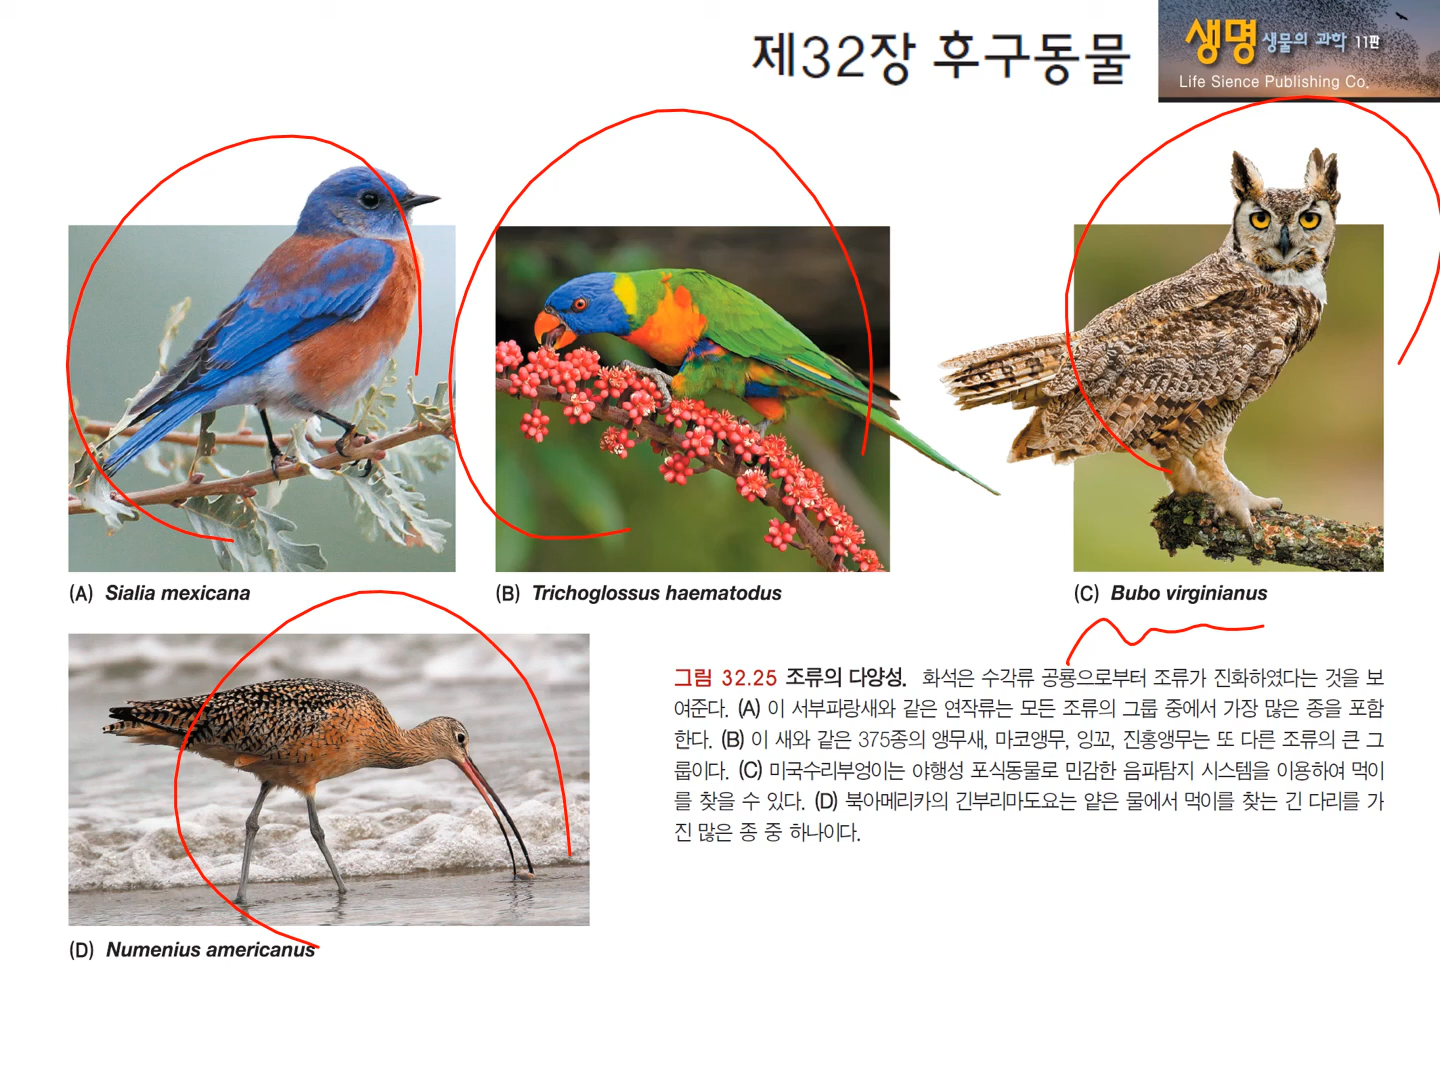 제32장 후구동물
생명 생물의 과학 11판
Life Sience Publishing Co.
(A) Sialia mexicana
(B) Trichoglossus haematodus
(C) Bubo virginianus
그림 32.25 조류의 다양성. 화석은 수각류 공룡으로부터 조류가 진화하였다는 것을 보
여준다. (A) 이 서부파랑새와 같은 연작류는 모든 조류의 그룹 중에서 가장 많은 종을 포함
한다. (B) 이 새와 같은 375종의 앵무새, 마코앵무, 잉꼬, 진홍앵무는 또 다른 조류의 큰 그
룹이다. (C) 미국수리부엉이는 야행성 포식동물로 민감한 음파탐지 시스템을 이용하여 먹이
를 찾을 수 있다. (D) 북아메리카의 긴부리마도요는 얕은 물에서 먹이를 찾는 긴 다리를 가
진 많은 종 중 하나이다.
(D) Numenius americanus